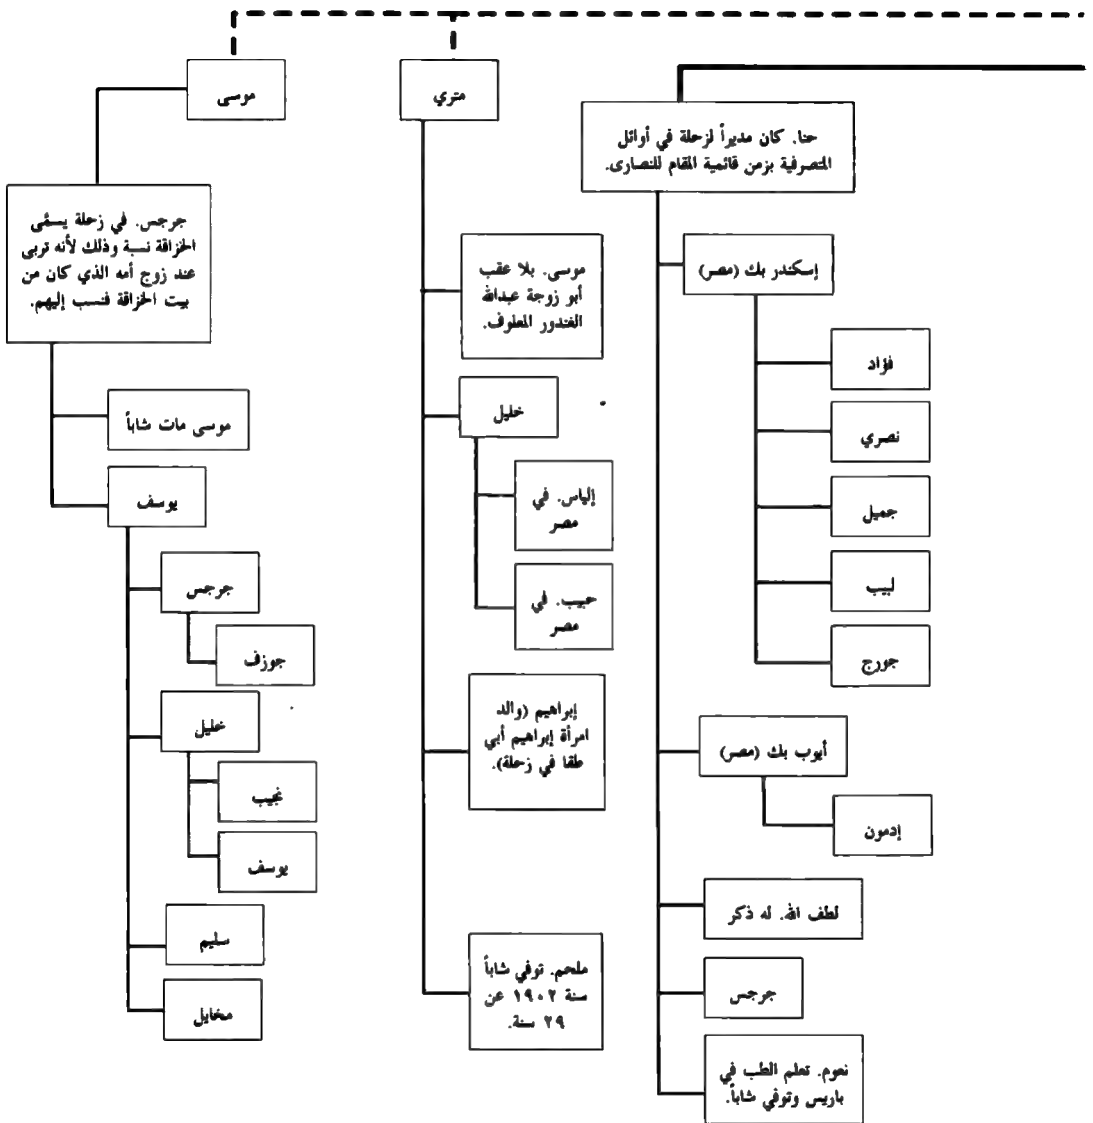 حنا. كان مديراً لزحلة في أوائل
المتصرفية بزمن قائمية المقام للنصارى.
إسكندر بك (مصر)
فؤاد
نصري
جميل
لبيب
جورج
أيوب بك (مصر)
إدمون
لطف الله. له ذكر
جرجس
نعوم. تعلم الطب في
باريس وتوفي شاباً.
متري
موسى. بلا عقب
أبو زوجة عبدالله
الغندور المعلوف.
خليل
إلياس. في
مصر
حبيب. في
مصر
إبراهيم (والد
امرأة إبراهيم أبي
طقا في زحلة).
ملحم. توفي شاباً
سنة ١٩٠٢ عن
٢٩ سنة.
موسى
جرجس. في زحلة يسمّى
الخزاقة نسبة وذلك لأنه تربى
عند زوج أمه الذي كان من
بيت الخزاقة فنسب إليهم.
موسى مات شاباً
يوسف
جرجس
جوزف
خليل
نجيب
يوسف
سليم
مخايل